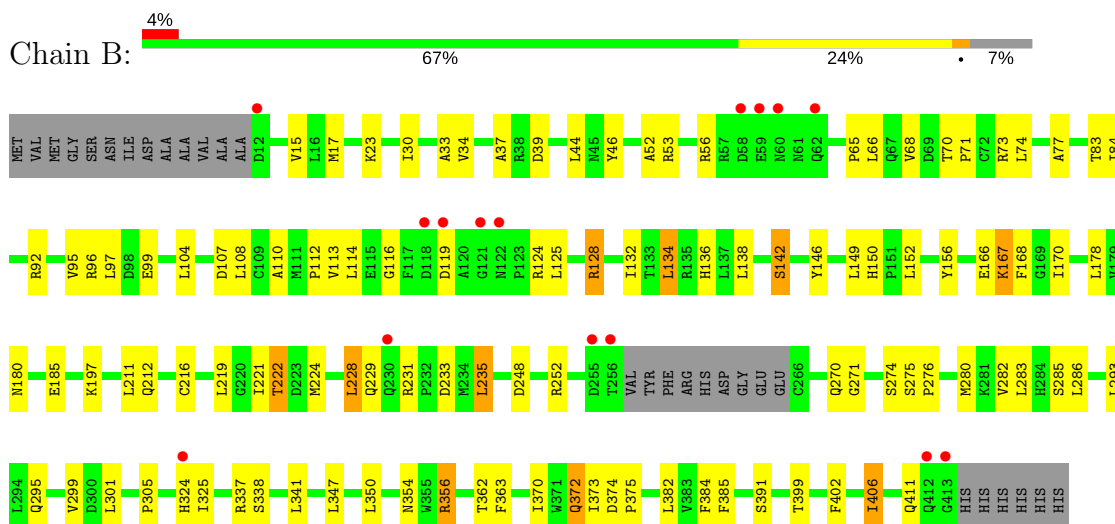 4%
Chain B:
67% 24% • 7%
MET VAL MET GLY SER ASN ILE ASP ALA ALA VAL ALA ALA D12 V15 L16 M17 K23 I30 A33 V34 A37 R38 D39 L44 N45 Y46 A52 R53 R56 R57 D58 E59 N60 N61 Q62 P65 L66 Q67 V68 D69 T70 P71 C72 R73 L74 A77 T83 I84
R92 V95 R96 L97 D98 E99 L104 D107 L108 C109 A110 M111 P112 V113 L114 E115 G116 F117 D118 D119 A120 G121 N122 P123 R124 L125 R128 I132 T133 L134 R135 H136 L137 L138 S142 Y146 L149 H150 P151 L152 Y156 E166 K167 F168 G169 I170 L178 V179
N180 E185 K197 L211 Q212 C216 L219 G220 I221 T222 D223 M224 L228 Q229 Q230 R231 P232 D233 M234 L235 D248 R252 D255 T256 VAL TYR PHE ARG HIS ASP GLY GLU GLU C266 Q270 G271 S274 S275 P276 M280 K281 V282 L283 H284 S285 L286 L293
L294 Q295 V299 D300 L301 P305 H324 I325 R337 S338 L341 L347 L350 N354 W355 R356 T362 F363 I370 W371 Q372 I373 D374 P375 L382 V383 F384 F385 S391 T399 F402 I406 Q411 Q412 G413 HIS HIS HIS HIS HIS HIS